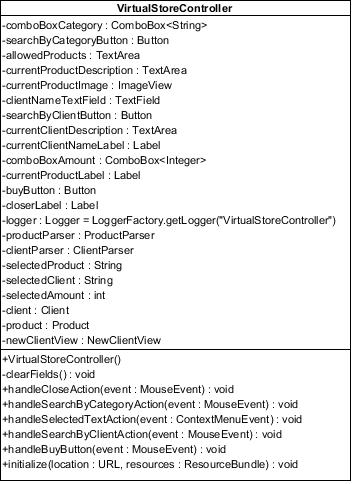 VirtualStoreController
-comboBoxCategory : ComboBox<String>
-searchByCategoryButton : Button
-allowedProducts : TextArea
-currentProductDescription : TextArea
-currentProductImage : ImageView
-clientNameTextField : TextField
-searchByClientButton : Button
-currentClientDescription : TextArea
-currentClientNameLabel : Label
-comboBoxAmount : ComboBox<Integer>
-currentProductLabel : Label
-buyButton : Button
-closerLabel : Label
-logger : Logger = LoggerFactory.getLogger("VirtualStoreController")
-productParser : ProductParser
-clientParser : ClientParser
-selectedProduct : String
-selectedClient : String
-selectedAmount : int
-client : Client
-product : Product
-newClientView : NewClientView
+VirtualStoreController()
-clearFields() : void
+handleCloseAction(event : MouseEvent) : void
+handleSearchByCategoryAction(event : MouseEvent) : void
+handleSelectedTextAction(event : ContextMenuEvent) : void
+handleSearchByClientAction(event : MouseEvent) : void
+handleBuyButton(event : MouseEvent) : void
+initialize(location : URL, resources : ResourceBundle) : void